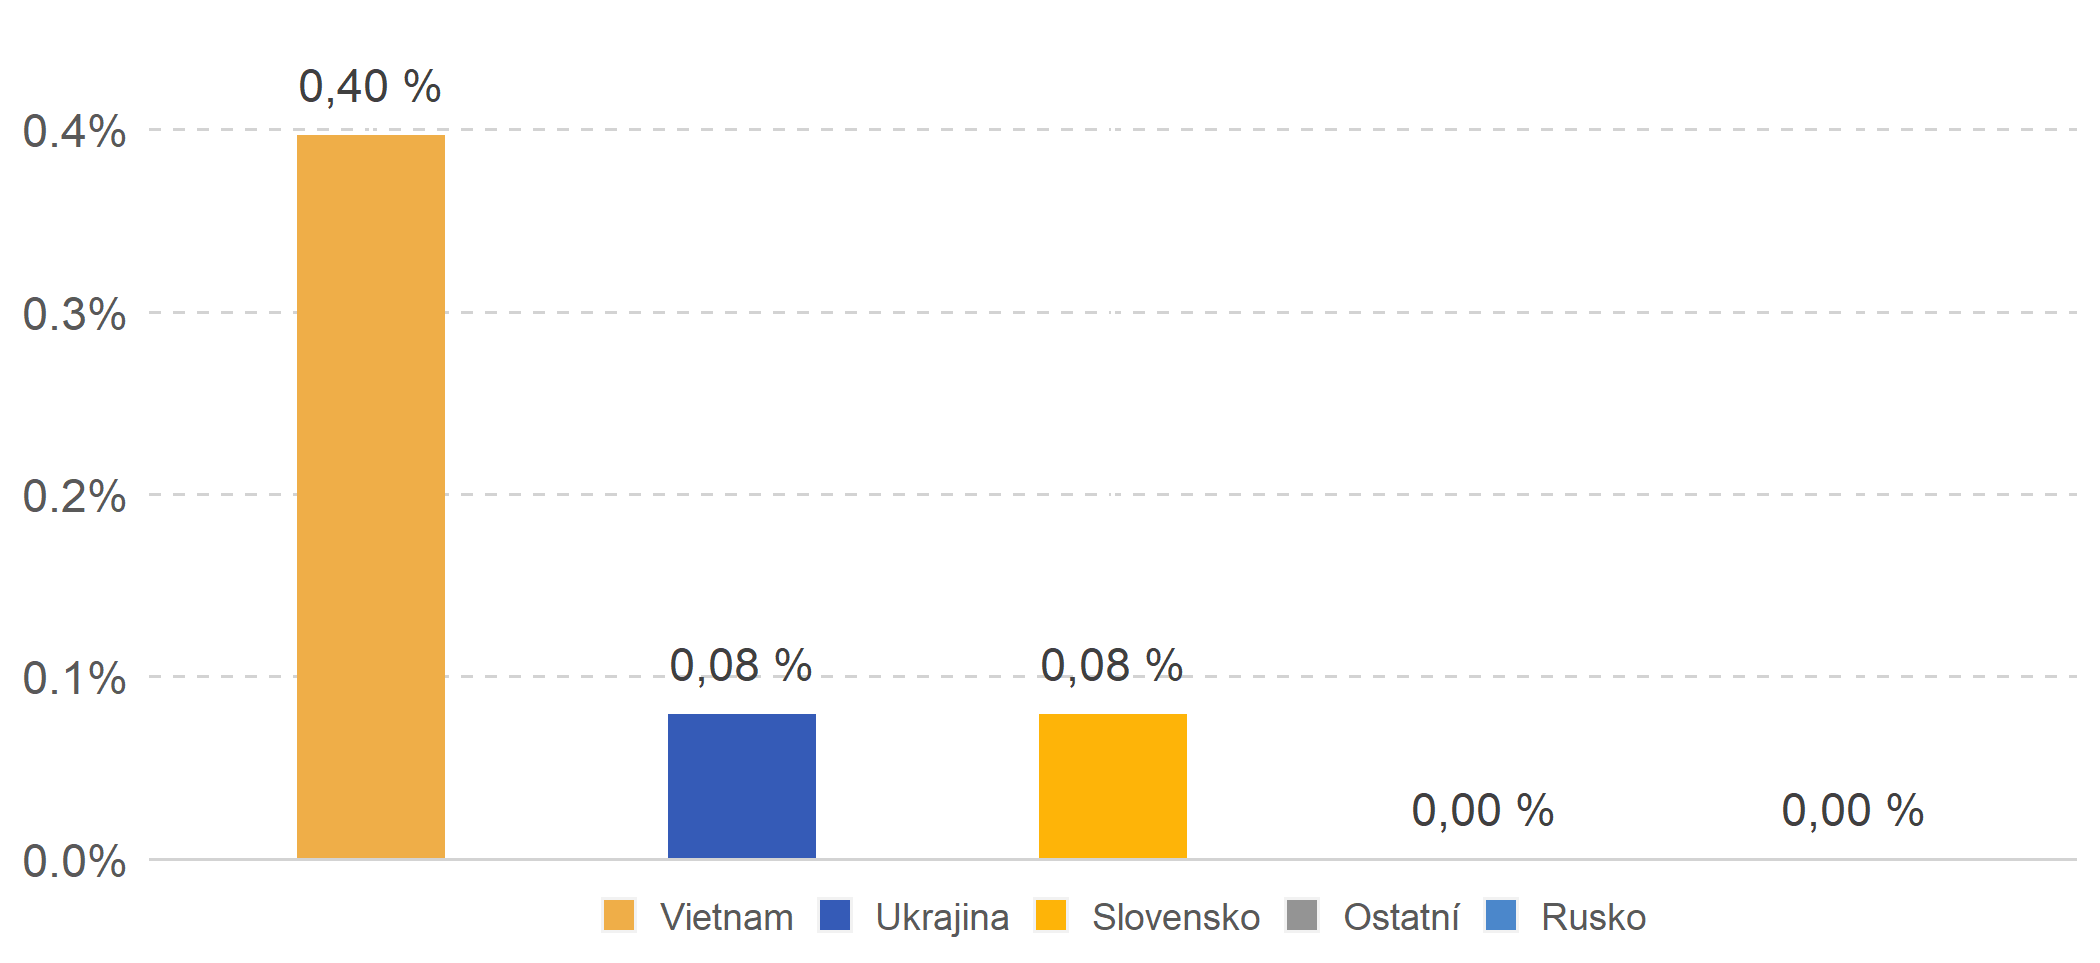 0,40 %
0.4%
0.3%
0.2%
0,08 %
0,08 %
0.1%
0,00 %
0,00 %
0.0%
Vietnam
Ukrajina
Slovensko
Ostatní
Rusko